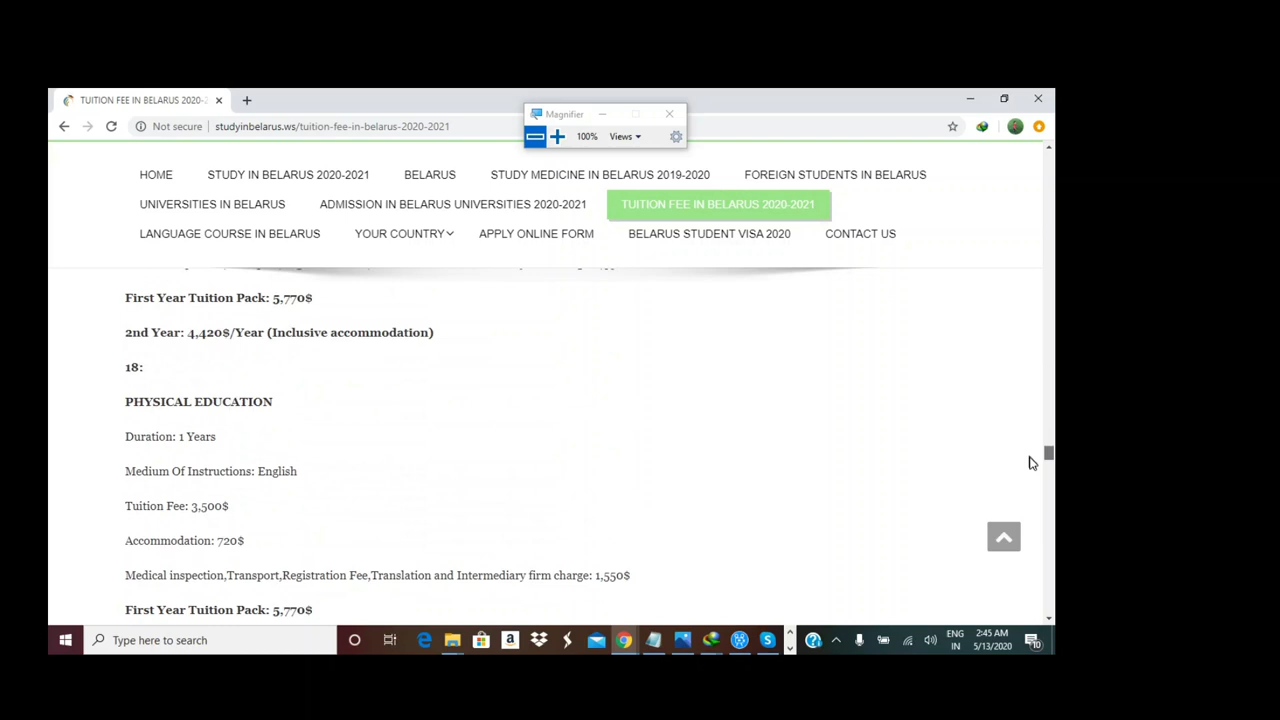 TUITION FEE IN BELARUS 2020-2
Magnifier
Not secure
studyinbelarus.ws/tuition-fee-in-belarus-2020-2021
100%
Views
HOME
STUDY IN BELARUS 2020-2021
BELARUS
STUDY MEDICINE IN BELARUS 2019-2020
FOREIGN STUDENTS IN BELARUS
UNIVERSITIES IN BELARUS
ADMISSION IN BELARUS UNIVERSITIES 2020-2021
TUITION FEE IN BELARUS 2020-2021
LANGUAGE COURSE IN BELARUS
YOUR COUNTRY
APPLY ONLINE FORM
BELARUS STUDENT VISA 2020
CONTACT US
First Year Tuition Pack: 5,770$
2nd Year: 4,420$/Year (Inclusive accommodation)
18:
PHYSICAL EDUCATION
Duration: 1 Years
Medium Of Instructions: English
Tuition Fee: 3,500$
Accommodation: 720$
Medical inspection,Transport,Registration Fee,Translation and Intermediary firm charge: 1,550$
First Year Tuition Pack: 5,770$
Type here to search
ENG
IN
2:45 AM
5/13/2020
10